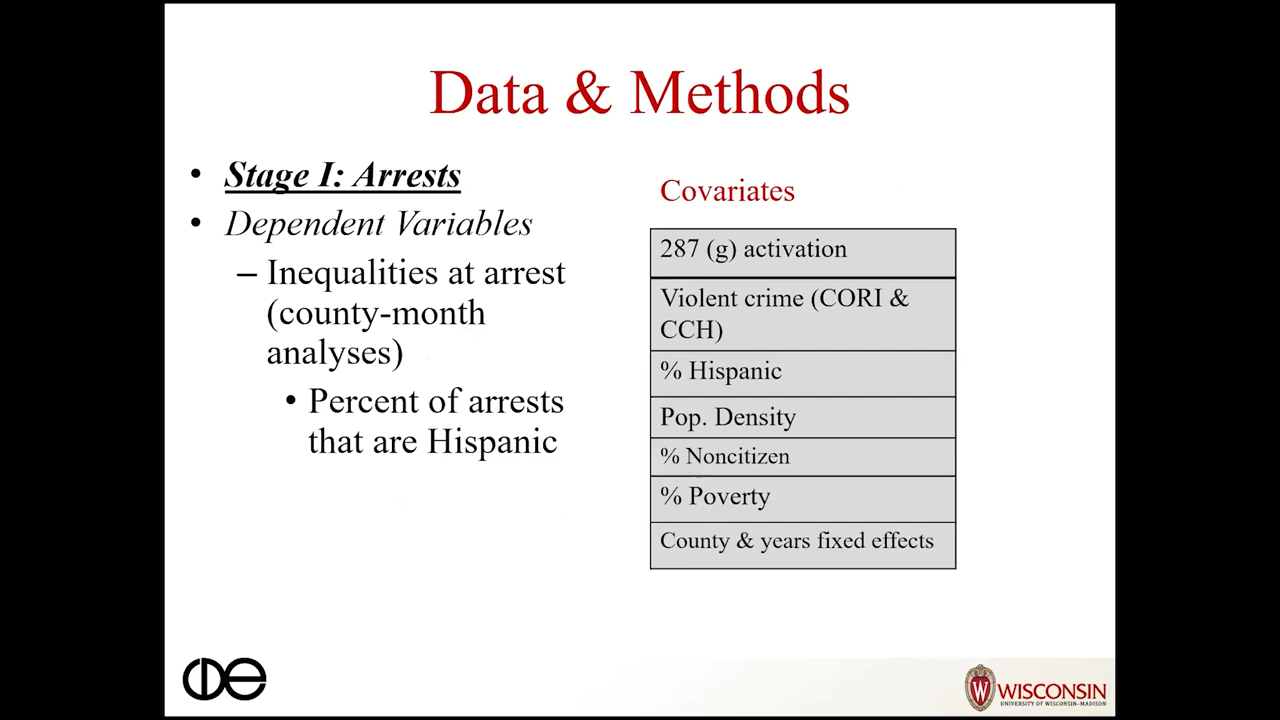 Data & Methods
• Stage I: Arrests
• Dependent Variables
– Inequalities at arrest
(county-month
analyses)
• Percent of arrests
that are Hispanic
Covariates
287 (g) activation
Violent crime (CORI &
CCH)
% Hispanic
Pop. Density
% Noncitizen
% Poverty
County & years fixed effects
cde
W WISCONSIN
UNIVERSITY OF WISCONSIN–MADISON